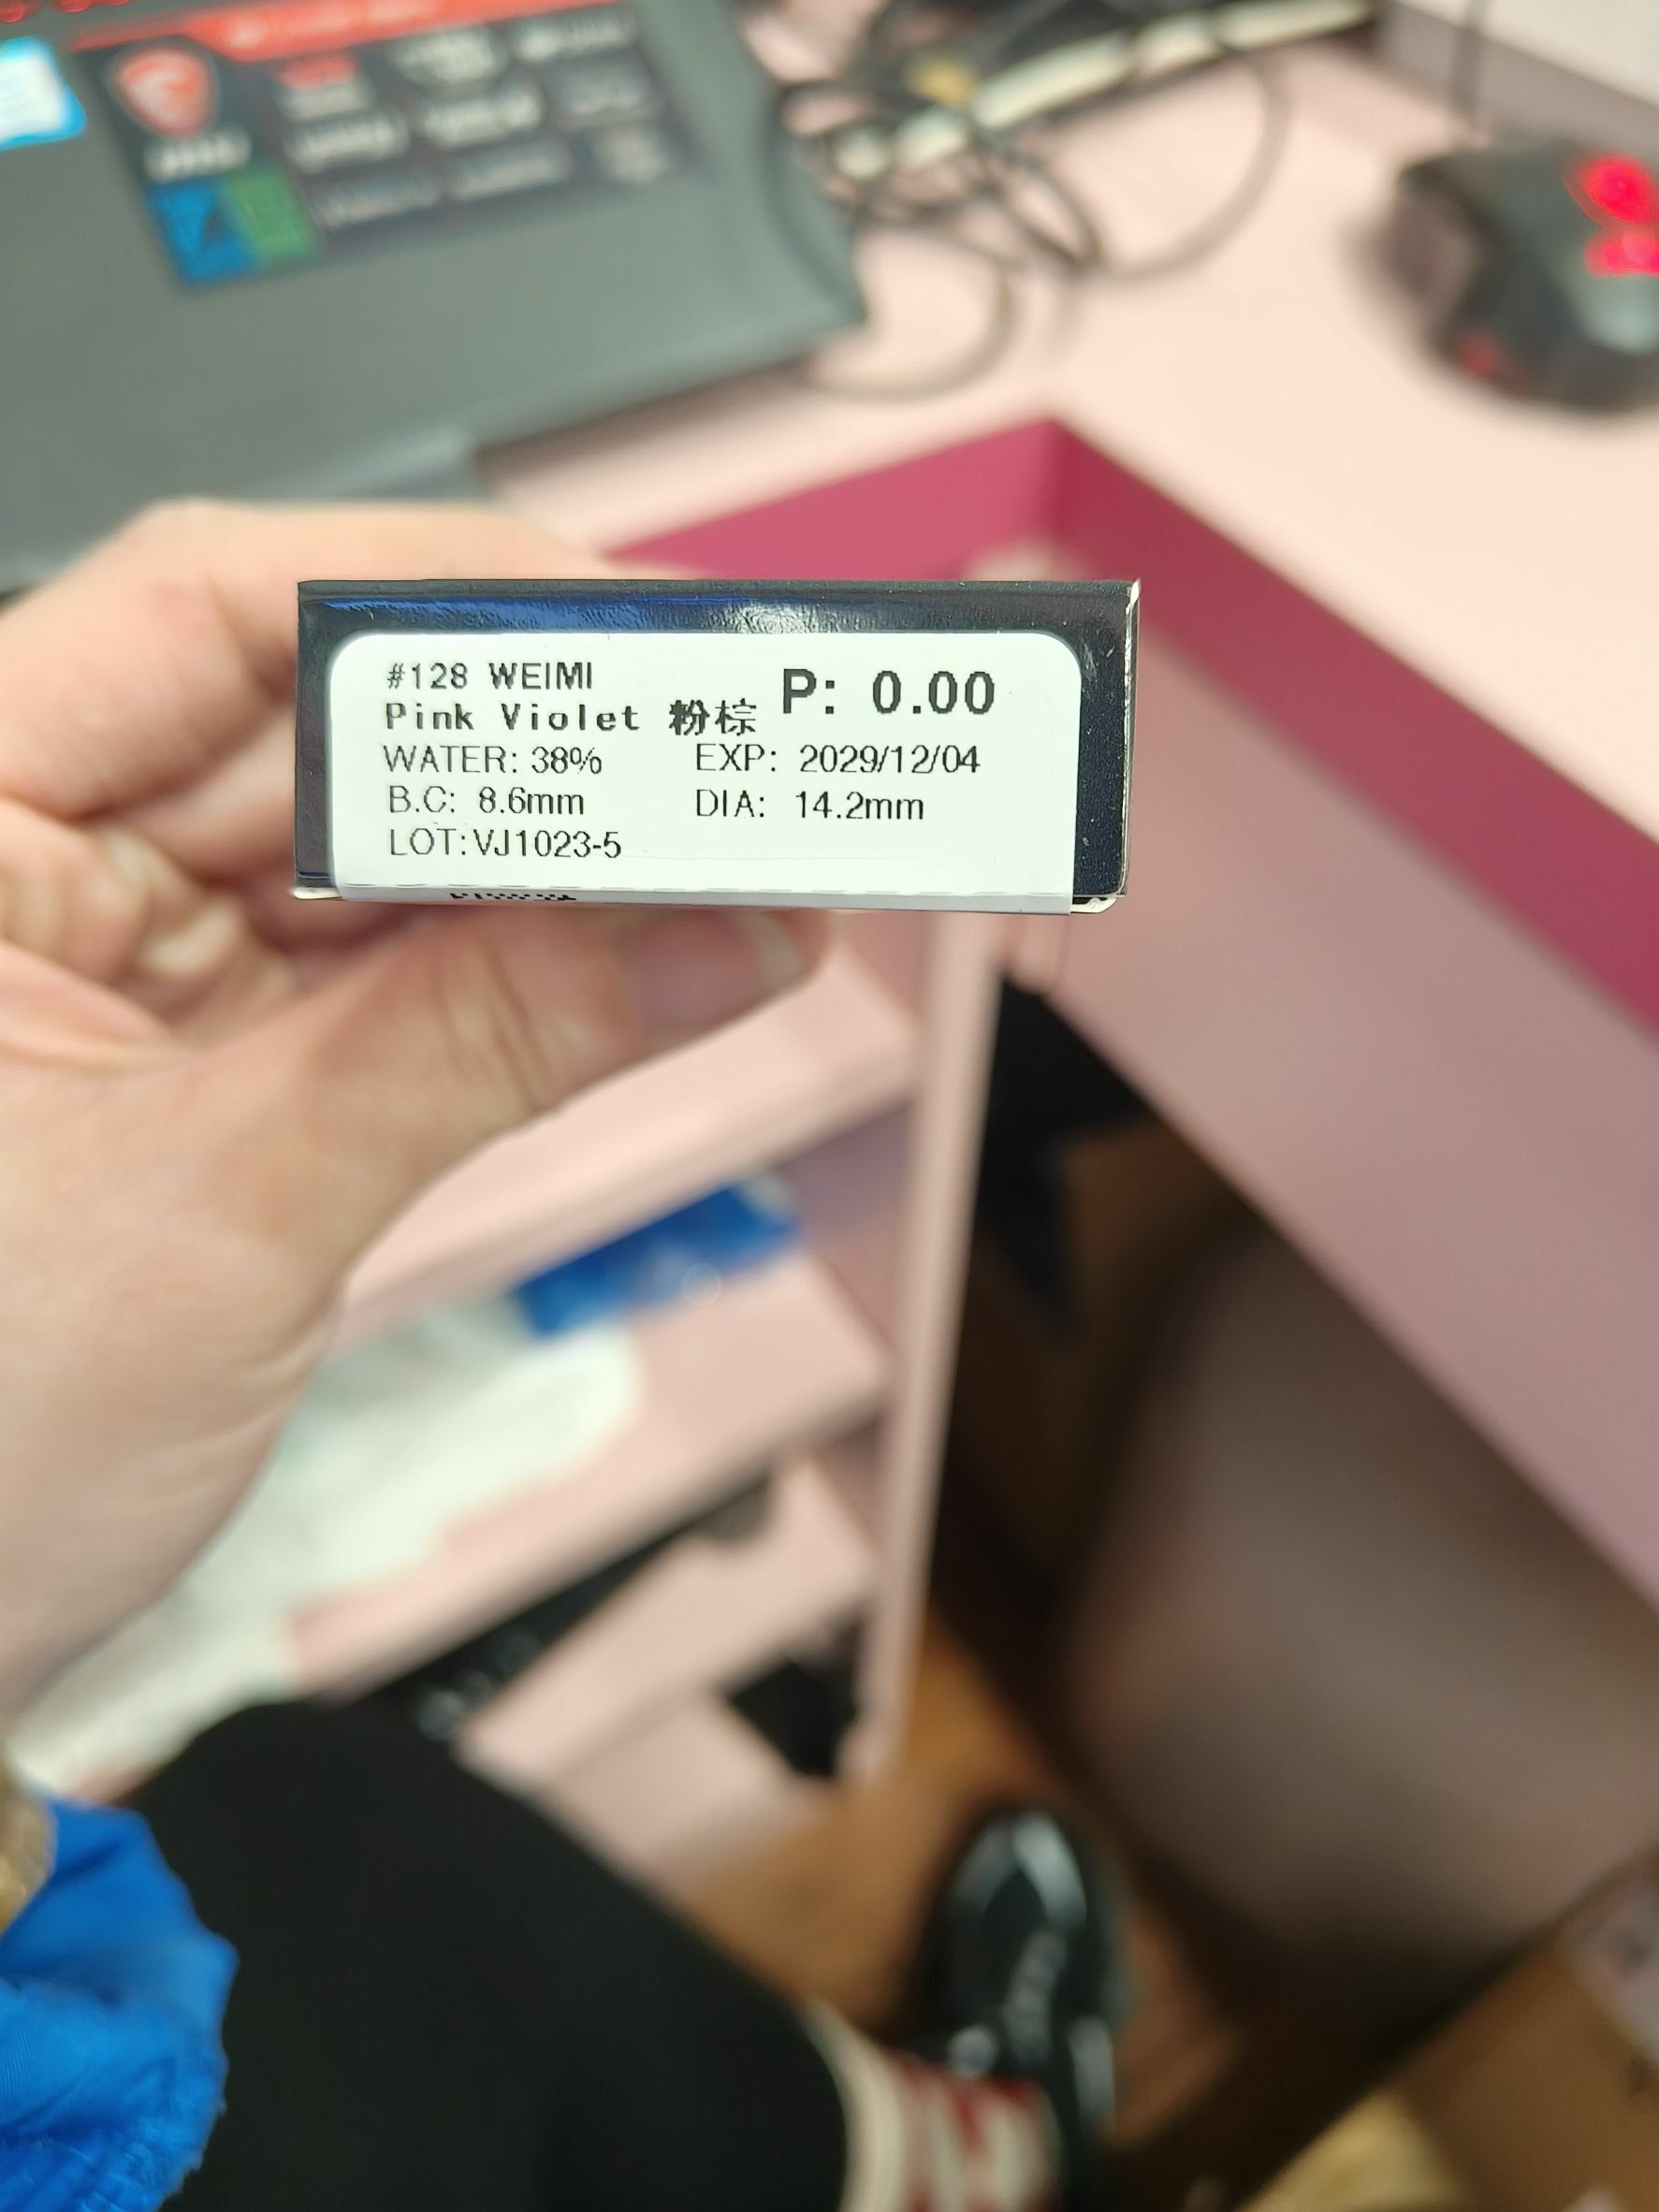 #128 WEIMI
Pink Violet 粉棕
P: 0.00
WATER: 38% EXP: 2029/12/04
B.C: 8.6mm DIA: 14.2mm
LOT:VJ1023-5